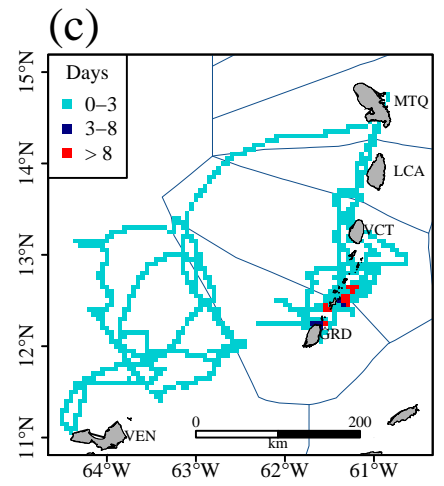 (c)
Days
0–3
3–8
> 8
15°N
14°N
13°N
12°N
11°N
MTQ
LCA
VCT
GRD
VEN
0 200
km
64°W 63°W 62°W 61°W